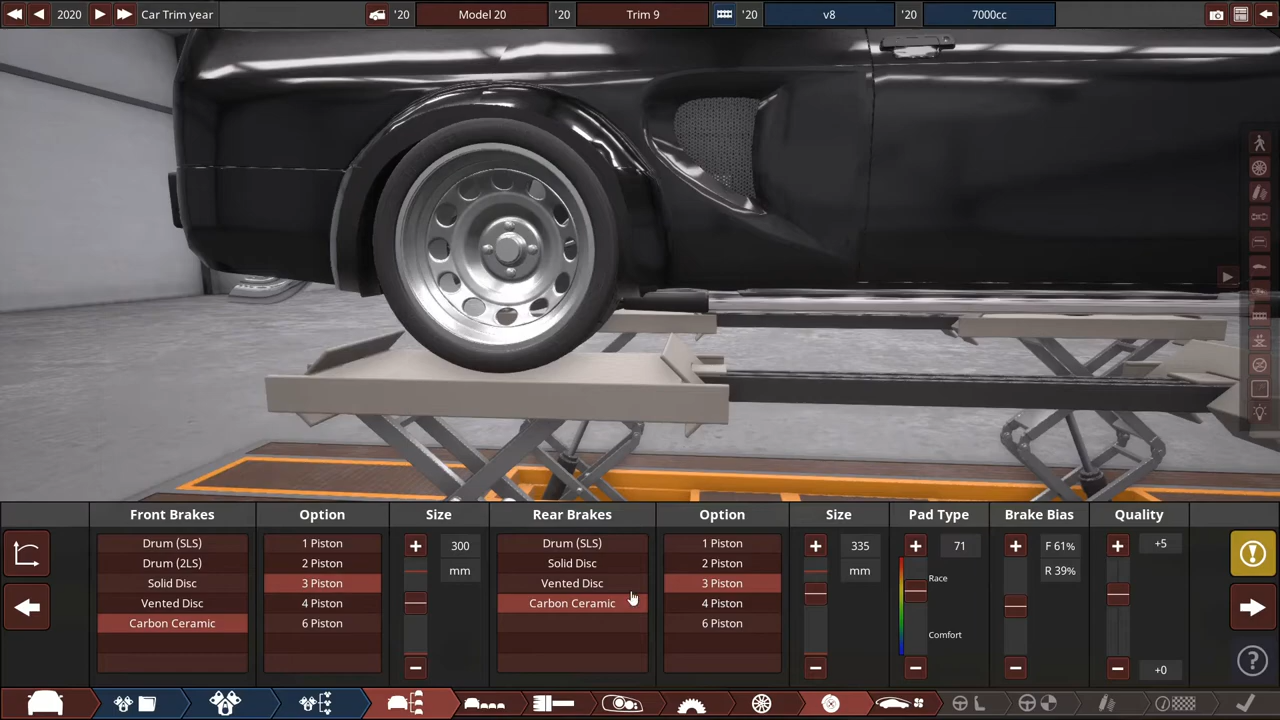 2020 Car Trim year '20 Model 20 '20 Trim 9 '20 v8 '20 7000cc
Front Brakes Option Size Rear Brakes Option Size Pad Type Brake Bias Quality
Drum (SLS) 1 Piston 300 Drum (SLS) 1 Piston 335 71 F 61% +5
Drum (2LS) 2 Piston mm Solid Disc 2 Piston mm Race R 39%
Solid Disc 3 Piston Vented Disc 3 Piston
Vented Disc 4 Piston Carbon Ceramic 4 Piston
Carbon Ceramic 6 Piston 6 Piston Comfort
+0